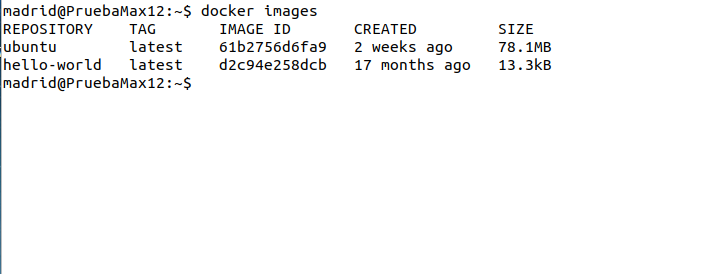 madrid@PruebaMax12:~$ docker images
REPOSITORY    TAG       IMAGE ID       CREATED         SIZE
ubuntu        latest    61b2756d6fa9   2 weeks ago     78.1MB
hello-world   latest    d2c94e258dcb   17 months ago   13.3kB
madrid@PruebaMax12:~$